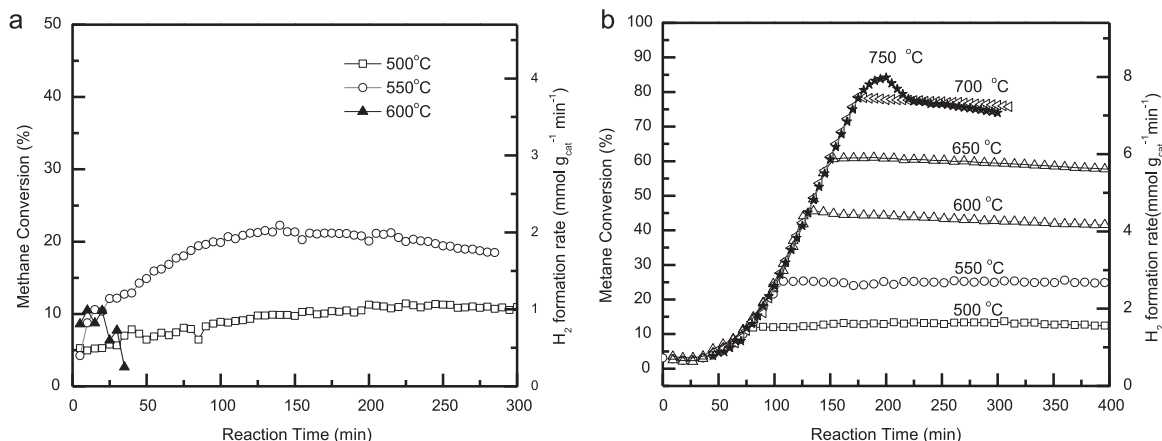 a
50
40
30
20
10
0
Methane Conversion (%)
500°C
550°C
600°C
4
3
2
1
0
H2 formation rate (mmol gcat-1 min-1)
0 50 100 150 200 250 300
Reaction Time (min)
b
100
90
80
70
60
50
40
30
20
10
0
Metane Conversion (%)
750 °C
700 °C
650 °C
600 °C
550 °C
500 °C
8
6
4
2
0
H2 formation rate(mmol gcat-1 min-1)
0 50 100 150 200 250 300 350 400
Reaction Time (min)